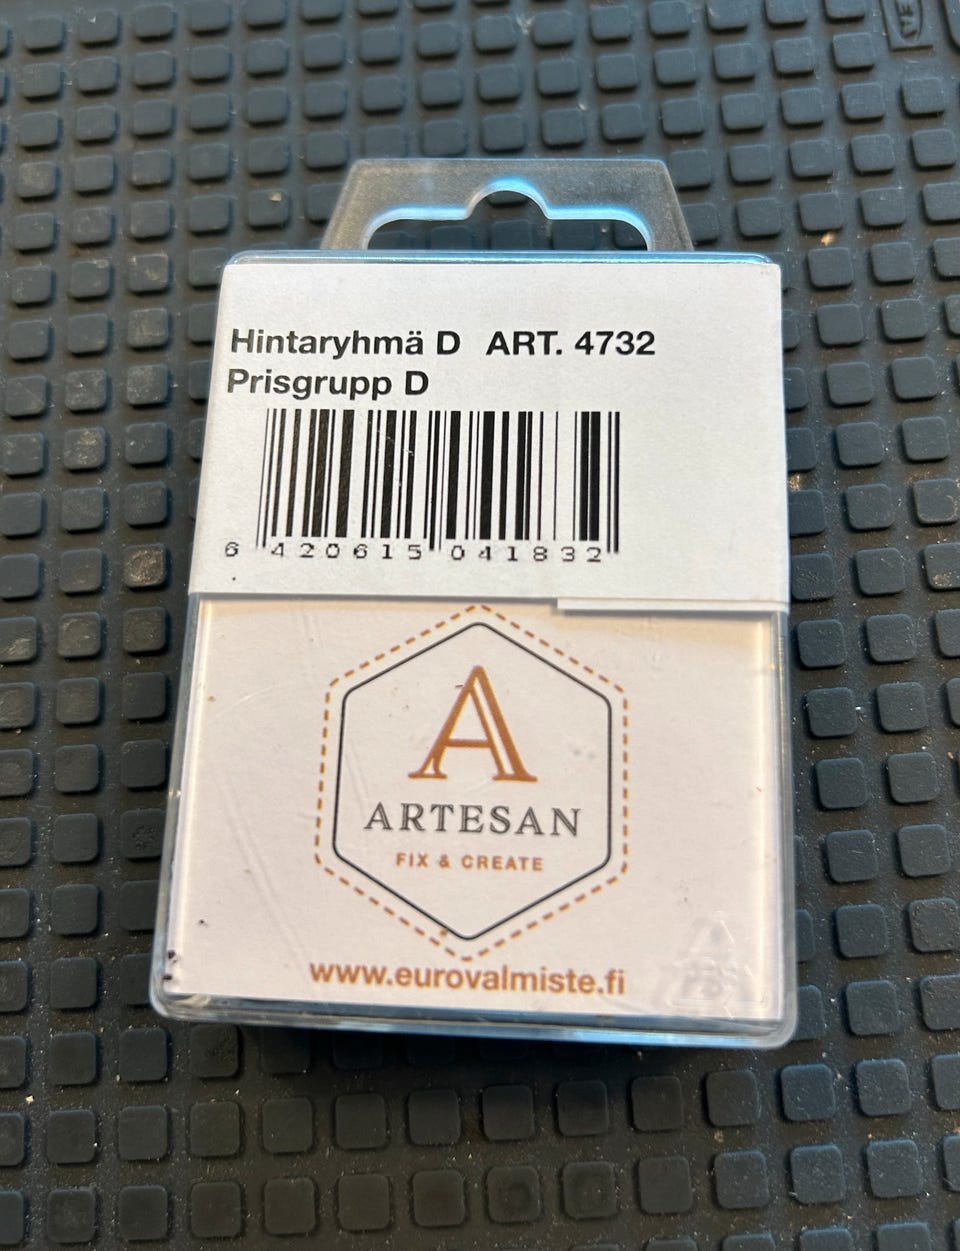 Hintaryhmä D ART. 4732
Prisgrupp D
6 420615 041832
A
ARTESAN
FIX & CREATE
www.eurovalmiste.fi